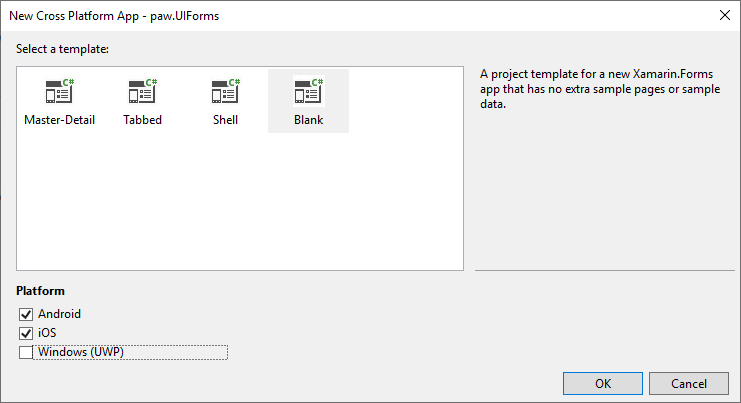 New Cross Platform App - paw.UIForms
Select a template:
C# C# C# C#
Master-Detail Tabbed Shell Blank
A project template for a new Xamarin.Forms
app that has no extra sample pages or sample
data.
Platform
Android
iOS
Windows (UWP)
OK Cancel